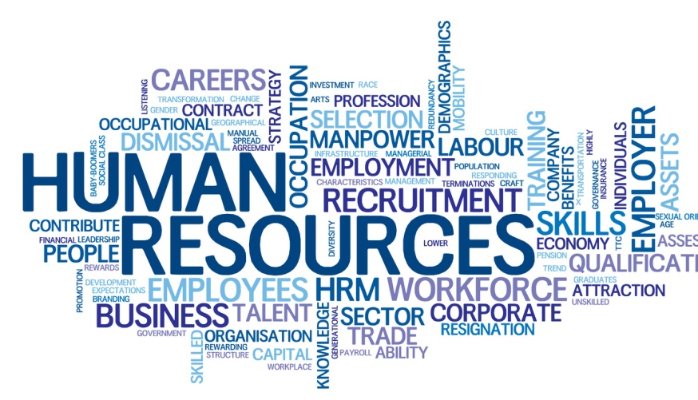 CAREERS
LISTENING
TRANSFORMATION
CHANGE
GENDER
CONTRACT
STRATEGY
OCCUPATIONAL
GEOGRAPHICAL
DISMISSAL
MANUAL
SPREAD
AGREEMENT
BABY-BOOMERS
SOCIAL CLASS
OCCUPATION
INVESTMENT
RACE
ARTS
PROFESSION
SELECTION
REDUNDANCY
DEMOGRAPHICS
MOBILITY
MANPOWER
LABOUR
CULTURE
INFRASTRUCTURE
MANAGERIAL
EMPLOYMENT
POPULATION
RESPONDING
CHARACTERISTICS
MANAGEMENT
TERMINATIONS
CRAFT
RECRUITMENT
TRAINING
COMPANY
BENEFITS
TRANSPORTATION
HIGHLY
GOVERNANCE
INSURANCE
INDIVIDUALS
EMPLOYER
ASSETS
HUMAN
RESOURCES
CONTRIBUTE
FINANCIAL
LEADERSHIP
PEOPLE
REWARDS
DIVERSITY
LOWER
SKILLS
ECONOMY
TTC
SEXUAL ORI
AGE
ASSES
PENSION
TREND
QUALIFICATI
PROMOTION
DEVELOPMENT
EXPECTATIONS
BRANDING
EMPLOYEES
HRM
WORKFORCE
GRADUATES
ATTRACTION
UNSKILLED
BUSINESS
TALENT
KNOWLEDGE
GENERATIONAL
SECTOR
CORPORATE
GOVERNMENT
SKILLED
ORGANISATION
TRADE
RESIGNATION
REWARDING
STRUCTURE
CAPITAL
PAYROLL
ABILITY
WORKPLACE